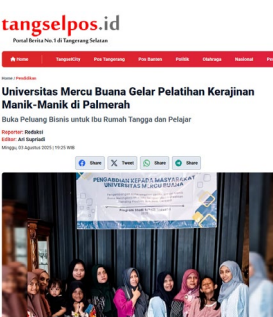 tangselpos.id
Portal Berita No.1 di Tangerang Selatan
Home TangselCity Pos Tangerang Pos Banten Politik Olahraga Nasional
Home / Pendidikan
Universitas Mercu Buana Gelar Pelatihan Kerajinan
Manik-Manik di Palmerah
Buka Peluang Bisnis untuk Ibu Rumah Tangga dan Pelajar
Reporter: Redaksi
Editor: Ari Supriadi
Minggu, 03 Agustus 2025 | 19:25 WIB
Share Tweet Share Share
PENGABDIAN KEPADA MASYARAKAT
UNIVERSITAS MERCU BUANA